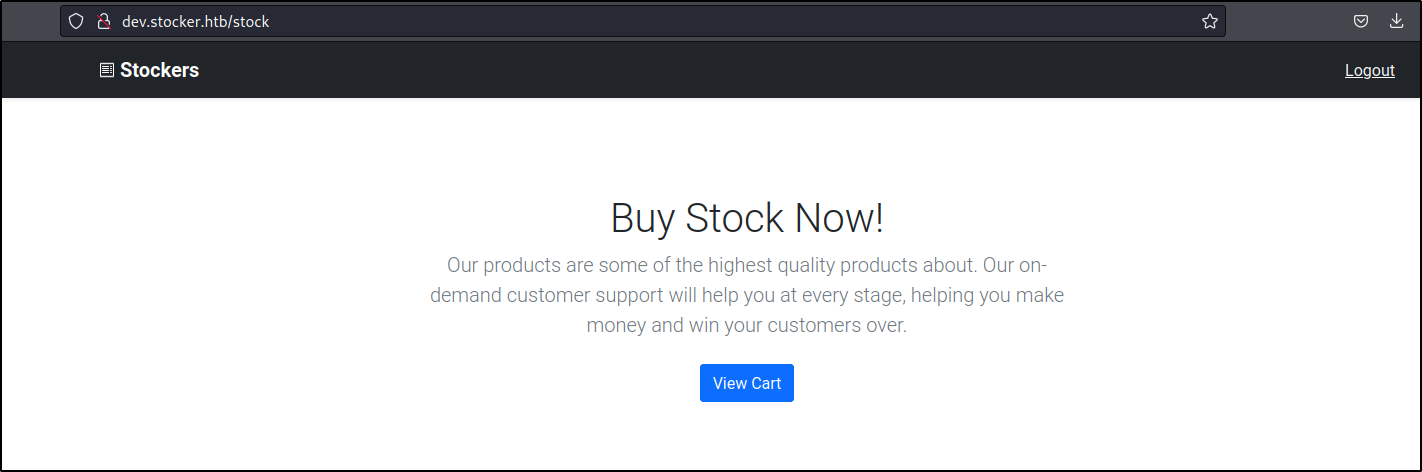 dev.stocker.htb/stock
Stockers
Logout
Buy Stock Now!
Our products are some of the highest quality products about. Our on-
demand customer support will help you at every stage, helping you make
money and win your customers over.
View Cart